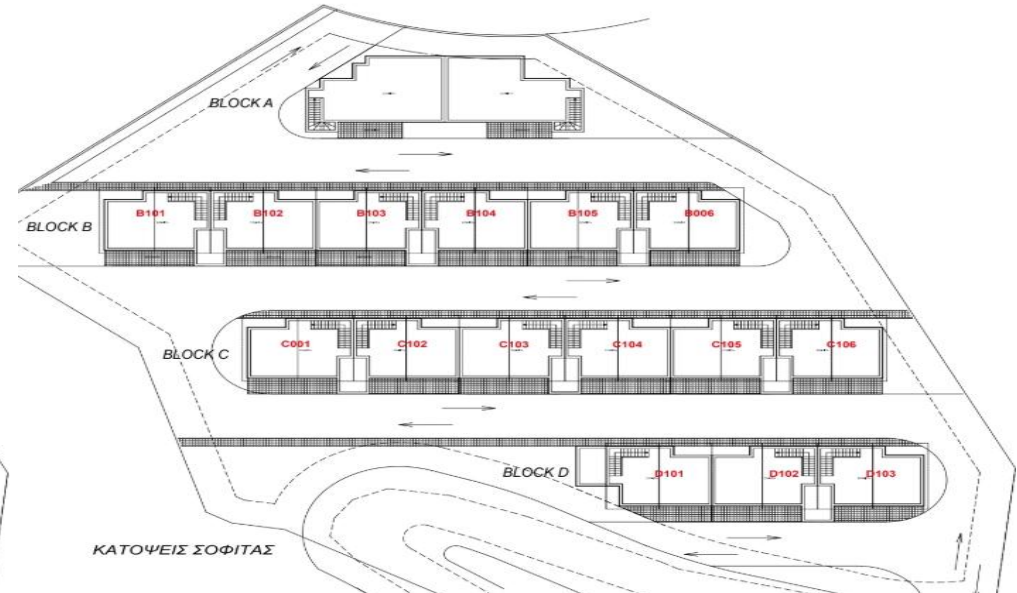 BLOCK A
B101 B102 B103 B104 B105 B006
BLOCK B
C001 C102 C103 C104 C105 C106
BLOCK C
BLOCK D
D101 D102 D103
ΚΑΤΟΨΕΙΣ ΣΟΦΙΤΑΣ